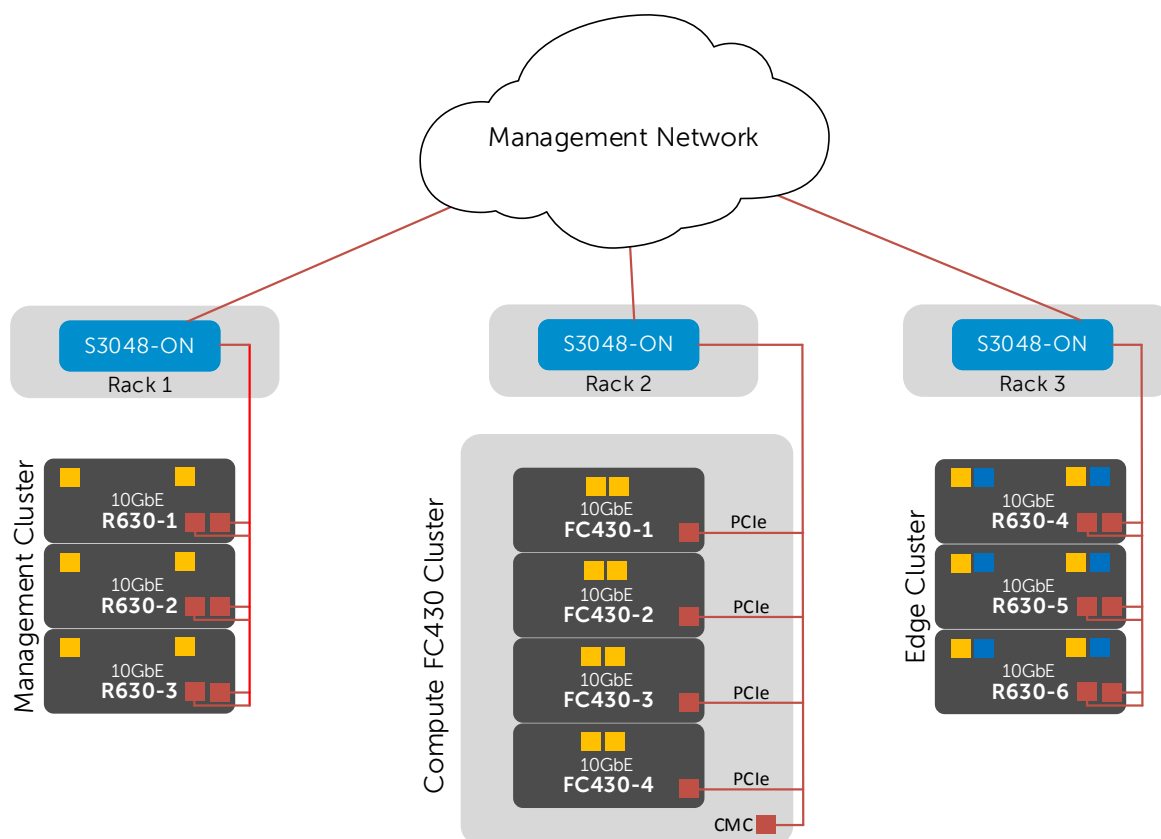 Management Network
S3048-ON
Rack 1
S3048-ON
Rack 2
S3048-ON
Rack 3
Management Cluster
10GbE
R630-1
10GbE
R630-2
10GbE
R630-3
Compute FC430 Cluster
10GbE
FC430-1
PCIe
10GbE
FC430-2
PCIe
10GbE
FC430-3
PCIe
10GbE
FC430-4
PCIe
CMC
Edge Cluster
10GbE
R630-4
10GbE
R630-5
10GbE
R630-6